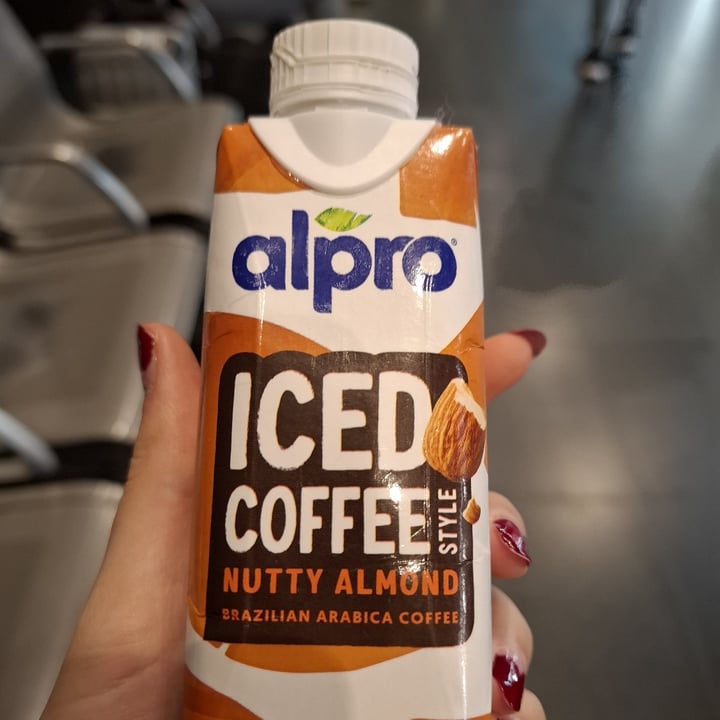 alpro®
ICED
COFFEE
STYLE
NUTTY ALMOND
BRAZILIAN ARABICA COFFEE